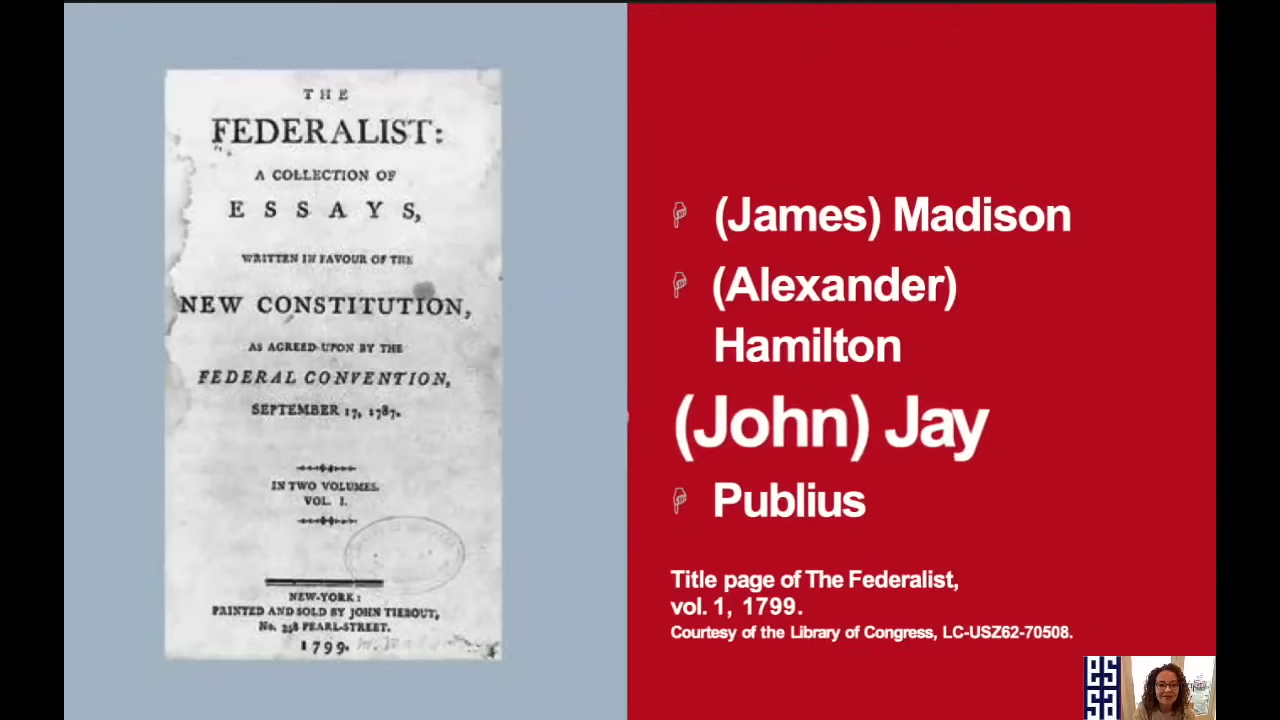 THE
FEDERALIST:
A COLLECTION OF
ESSAYS,
WRITTEN IN FAVOUR OF THE
NEW CONSTITUTION,
AS AGREED UPON BY THE
FEDERAL CONVENTION,
SEPTEMBER 17, 1787.
IN TWO VOLUMES.
VOL. I.
NEW-YORK:
PRINTED AND SOLD BY JOHN TIEBOUT,
No. 358 PEARL-STREET.
1799.
(James) Madison
(Alexander)
Hamilton
(John) Jay
Publius
Title page of The Federalist,
vol. 1, 1799.
Courtesy of the Library of Congress, LC-USZ62-70508.